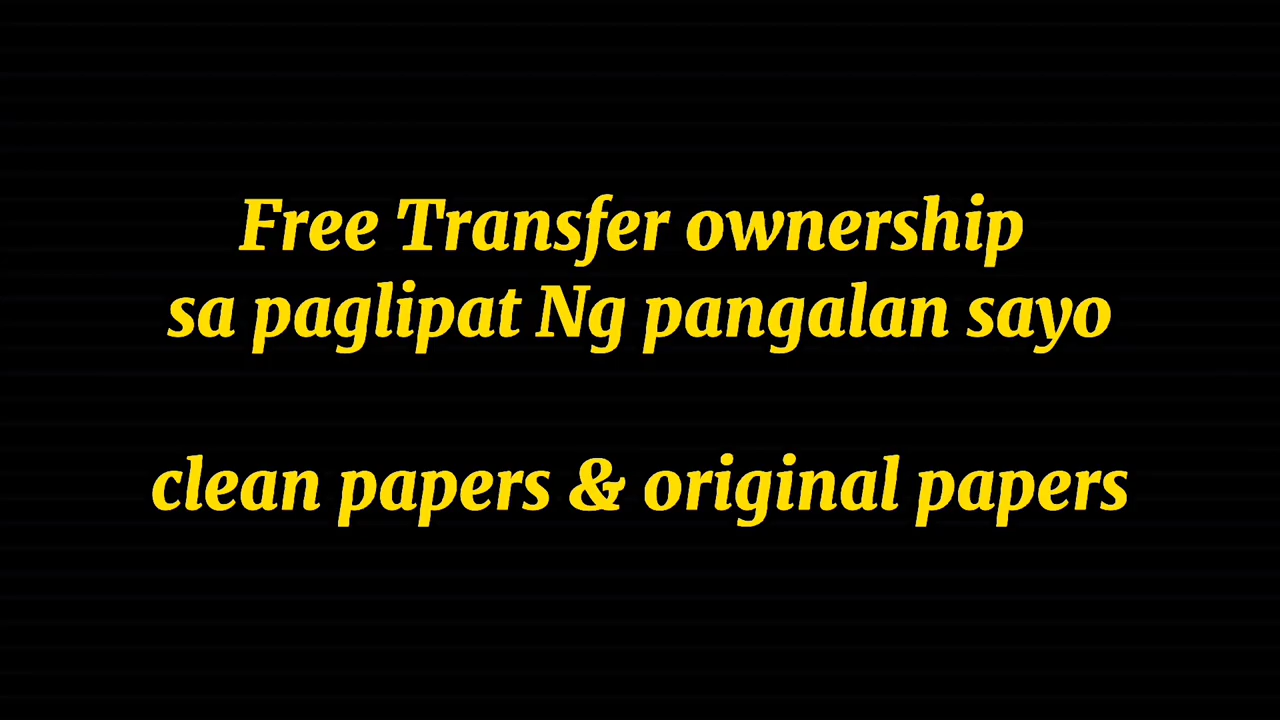 Free Transfer ownership
sa paglipat Ng pangalan sayo
clean papers & original papers